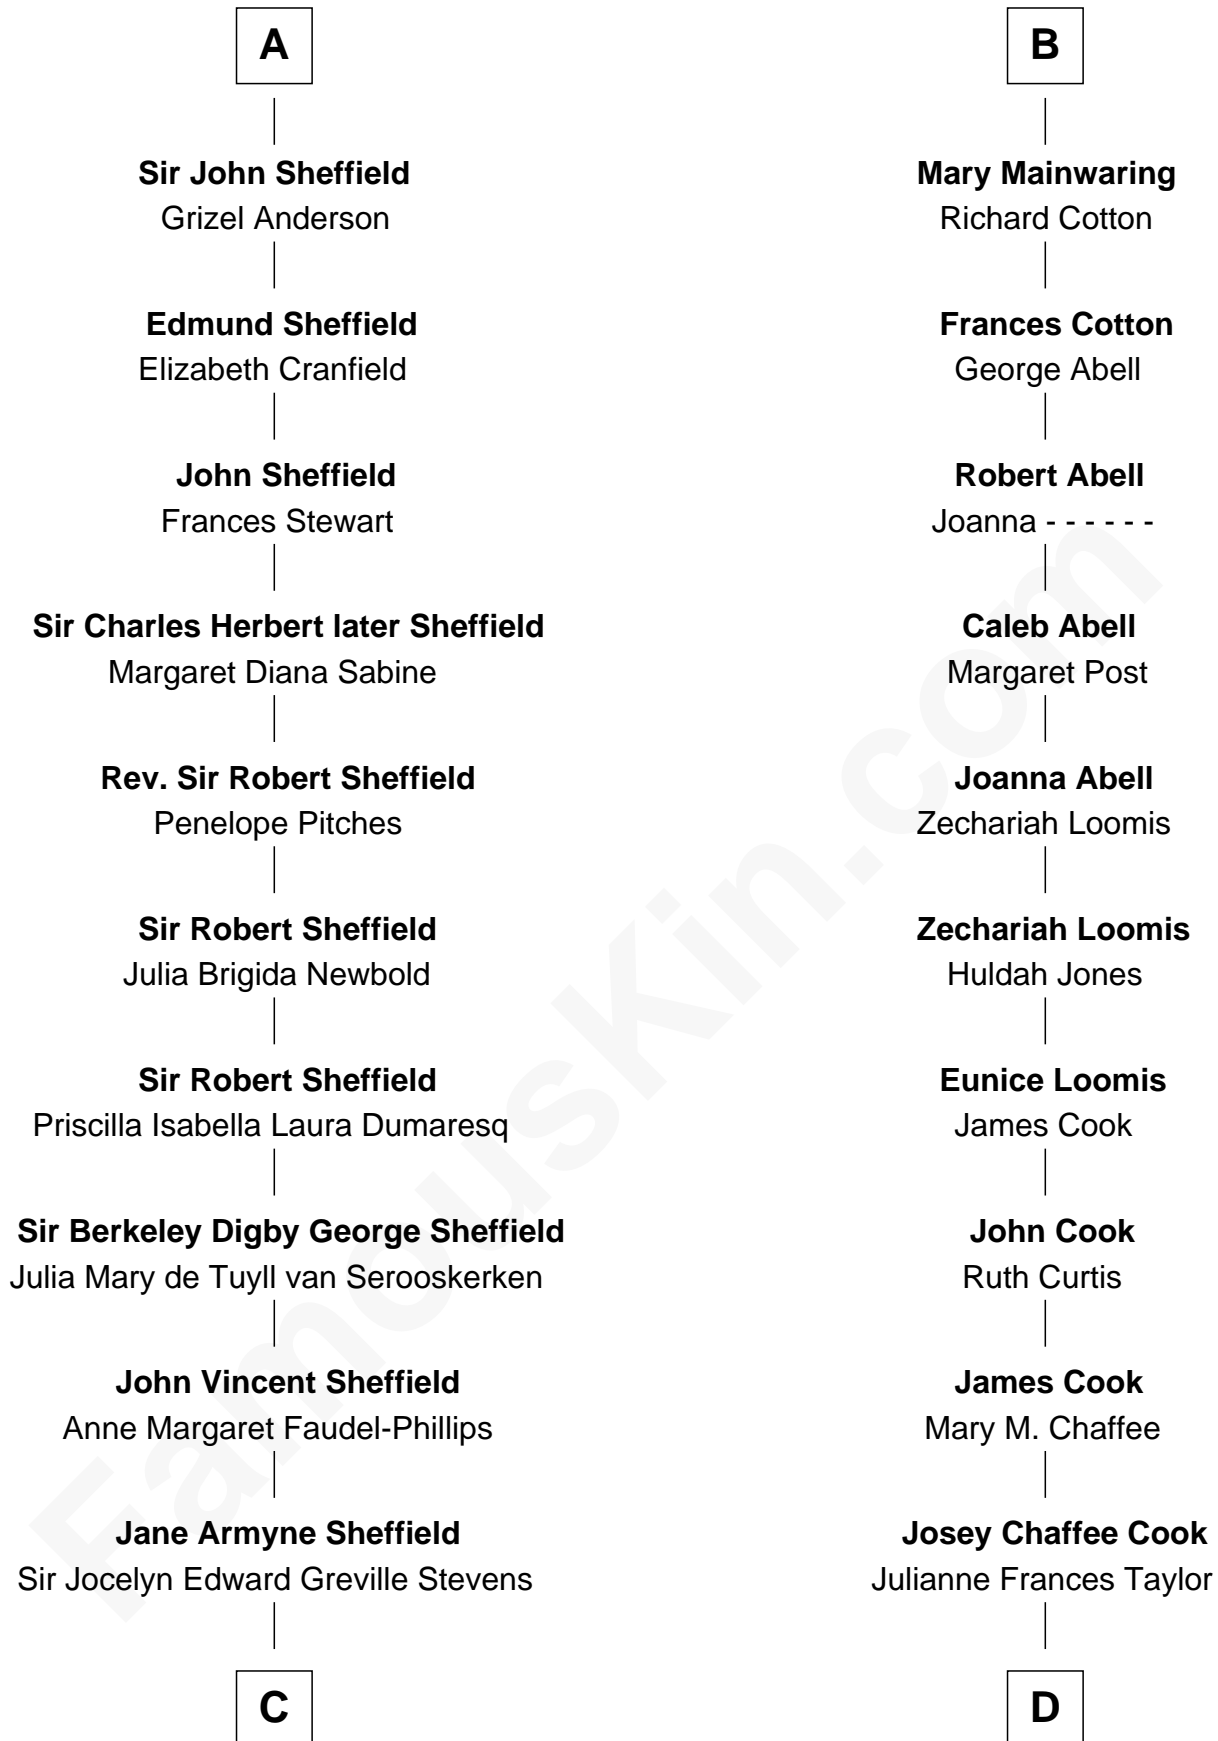 A
Sir John Sheffield
Grizel Anderson
Edmund Sheffield
Elizabeth Cranfield
John Sheffield
Frances Stewart
Sir Charles Herbert later Sheffield
Margaret Diana Sabine
Rev. Sir Robert Sheffield
Penelope Pitches
Sir Robert Sheffield
Julia Brigida Newbold
Sir Robert Sheffield
Priscilla Isabella Laura Dumaresq
Sir Berkeley Digby George Sheffield
Julia Mary de Tuyll van Serooskerken
John Vincent Sheffield
Anne Margaret Faudel-Phillips
Jane Armyne Sheffield
Sir Jocelyn Edward Greville Stevens
C
B
Mary Mainwaring
Richard Cotton
Frances Cotton
George Abell
Robert Abell
Joanna - - - - - -
Caleb Abell
Margaret Post
Joanna Abell
Zechariah Loomis
Zechariah Loomis
Huldah Jones
Eunice Loomis
James Cook
John Cook
Ruth Curtis
James Cook
Mary M. Chaffee
Josey Chaffee Cook
Julianne Frances Taylor
D
FamousKin.com